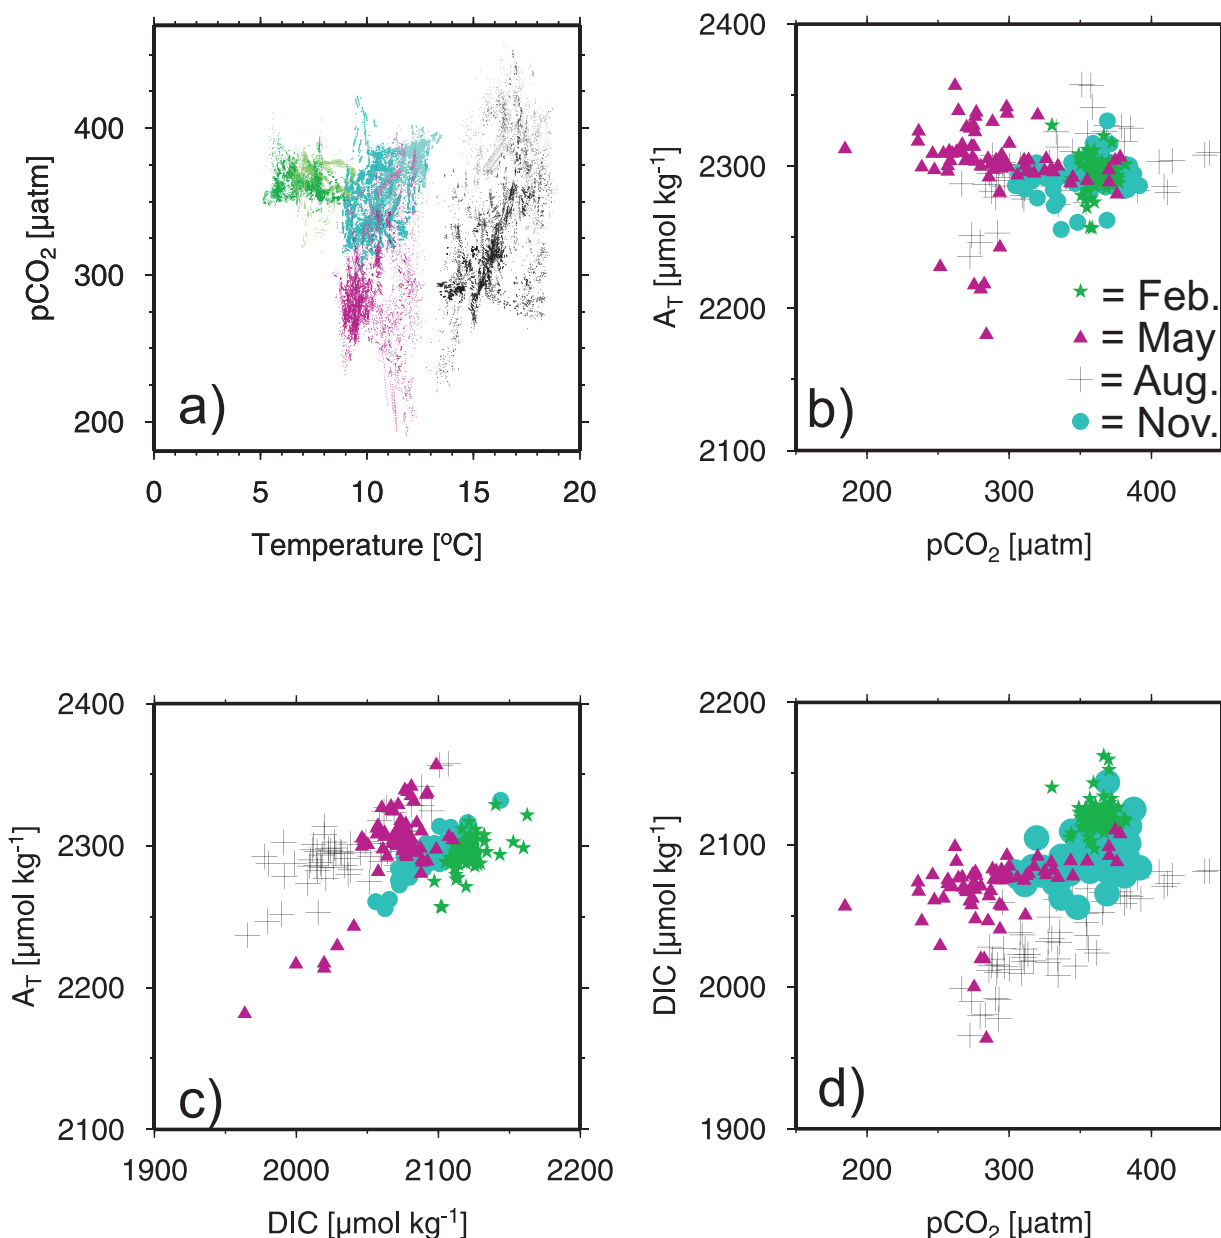 400
300
200
pCO2 [µatm]
0 5 10 15 20
Temperature [ºC]
a)
2400
2300
2200
2100
AT [µmol kg-1]
200 300 400
pCO2 [µatm]
b)
= Feb.
= May
= Aug.
= Nov.
2400
2300
2200
2100
AT [µmol kg-1]
1900 2000 2100 2200
DIC [µmol kg-1]
c)
2200
2100
2000
1900
DIC [µmol kg-1]
200 300 400
pCO2 [µatm]
d)